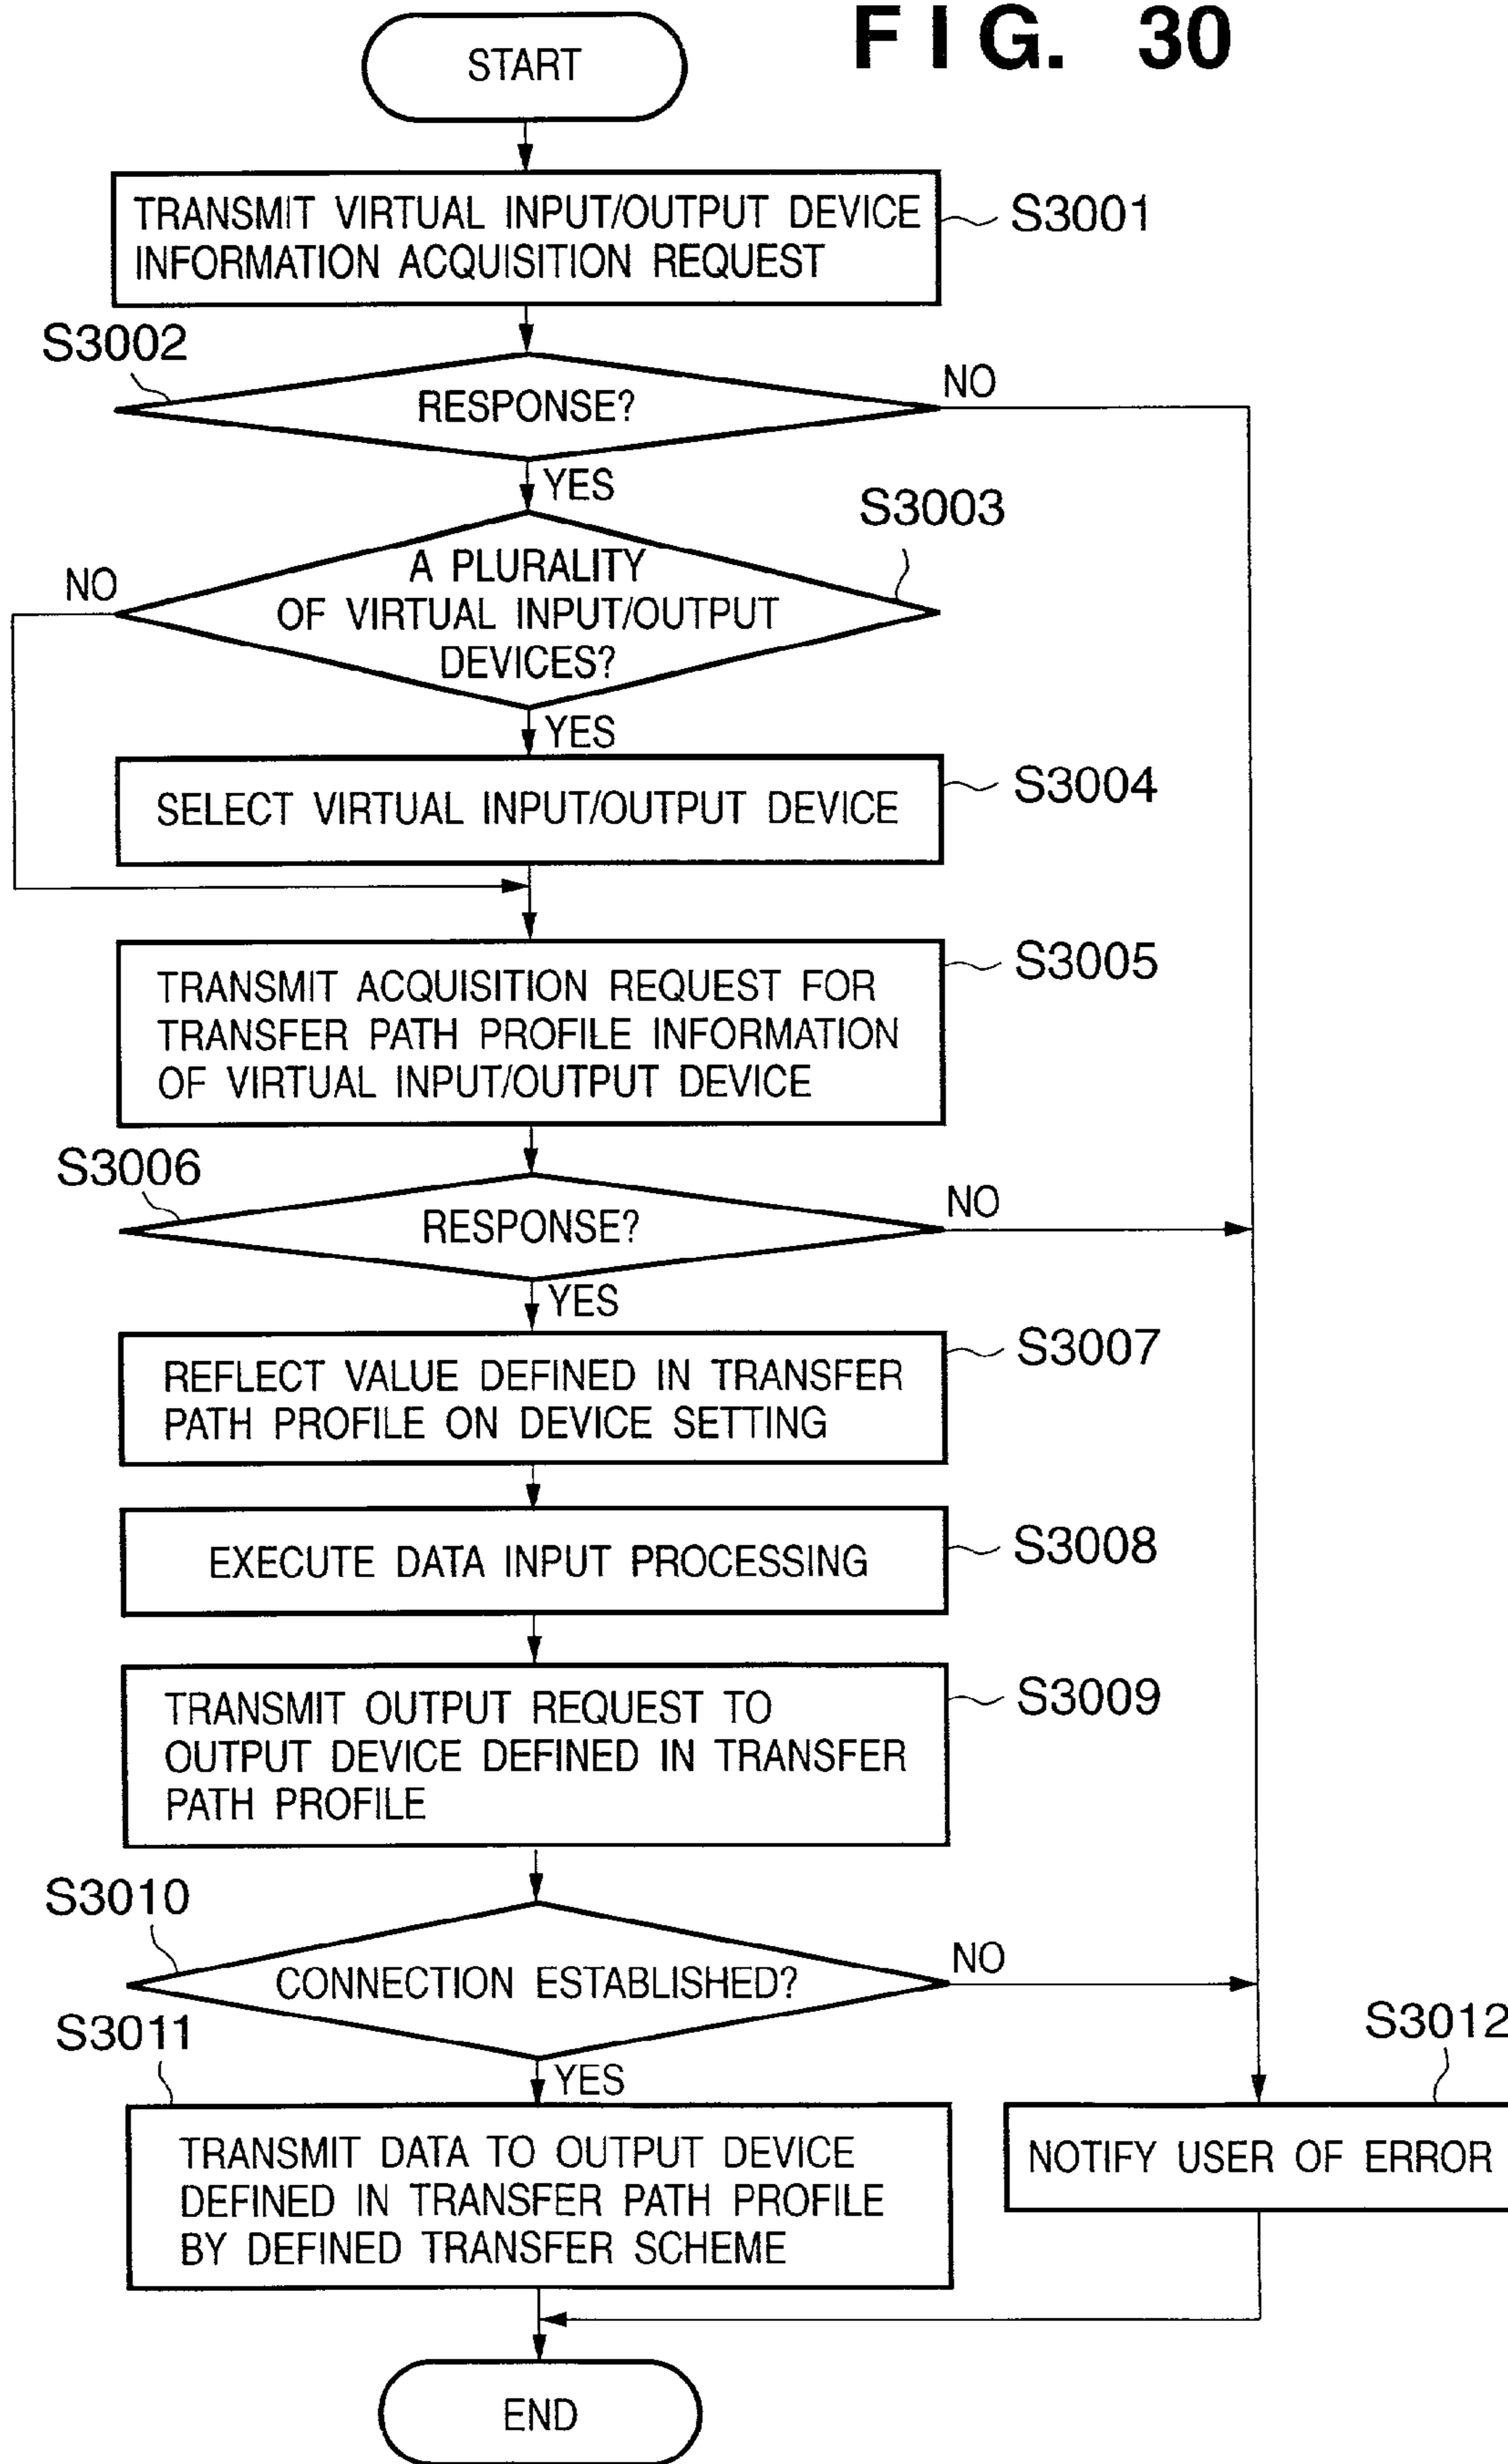 FIG. 30
START
TRANSMIT VIRTUAL INPUT/OUTPUT DEVICE
INFORMATION ACQUISITION REQUEST
S3001
S3002
RESPONSE?
NO
YES
S3003
A PLURALITY
OF VIRTUAL INPUT/OUTPUT
DEVICES?
NO
YES
SELECT VIRTUAL INPUT/OUTPUT DEVICE
S3004
TRANSMIT ACQUISITION REQUEST FOR
TRANSFER PATH PROFILE INFORMATION
OF VIRTUAL INPUT/OUTPUT DEVICE
S3005
S3006
RESPONSE?
NO
YES
REFLECT VALUE DEFINED IN TRANSFER
PATH PROFILE ON DEVICE SETTING
S3007
EXECUTE DATA INPUT PROCESSING
S3008
TRANSMIT OUTPUT REQUEST TO
OUTPUT DEVICE DEFINED IN TRANSFER
PATH PROFILE
S3009
S3010
CONNECTION ESTABLISHED?
NO
YES
S3011
TRANSMIT DATA TO OUTPUT DEVICE
DEFINED IN TRANSFER PATH PROFILE
BY DEFINED TRANSFER SCHEME
S3012
NOTIFY USER OF ERROR
END